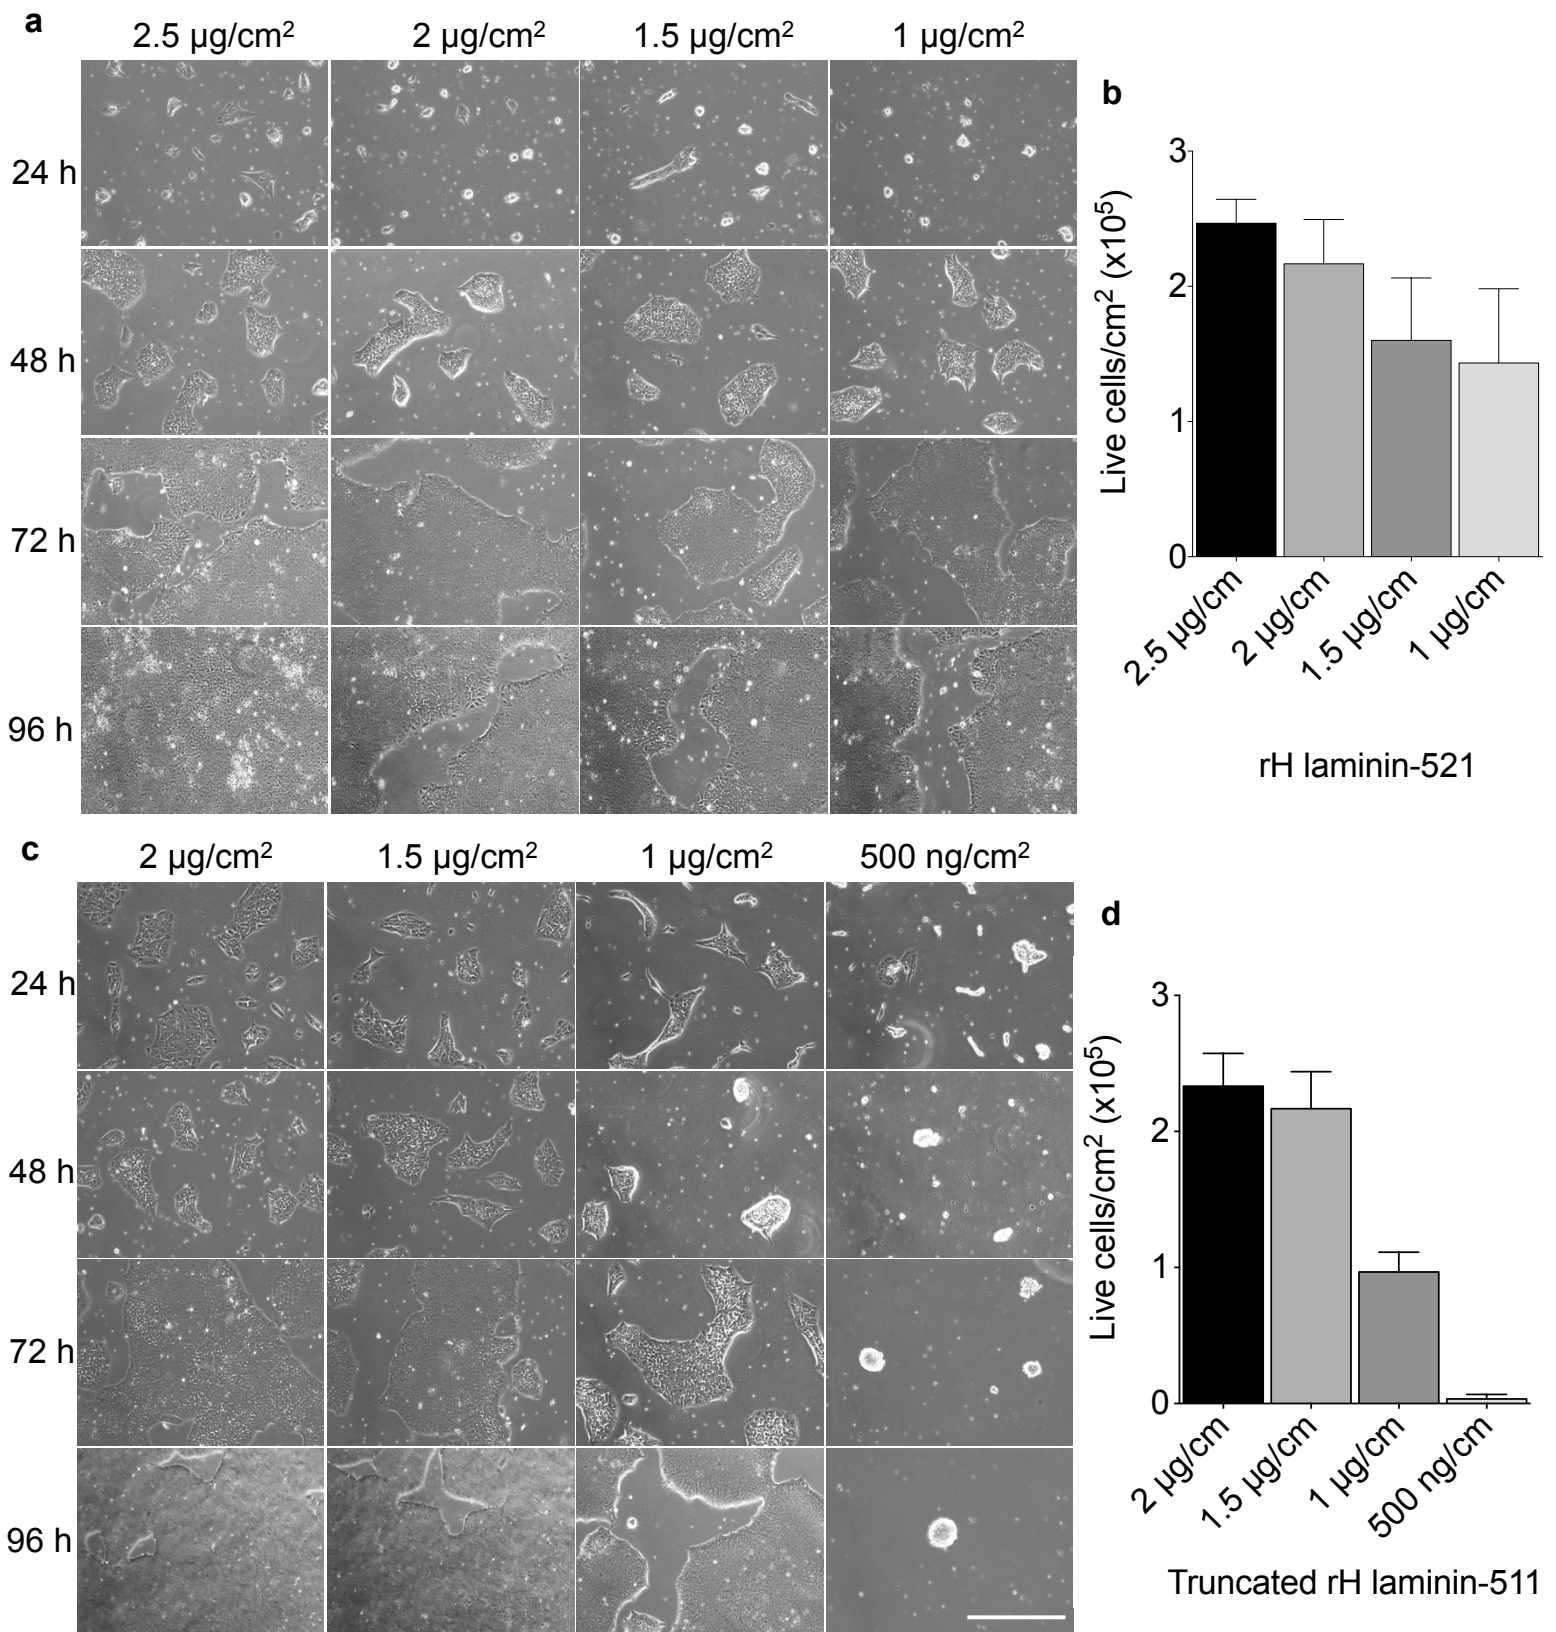 a
2.5 µg/cm² 2 µg/cm² 1.5 µg/cm² 1 µg/cm²
24 h
48 h
72 h
96 h
b
Live cells/cm² (x10⁵)
3
2
1
0
2.5 µg/cm
2 µg/cm
1.5 µg/cm
1 µg/cm
rH laminin-521
c
2 µg/cm² 1.5 µg/cm² 1 µg/cm² 500 ng/cm²
24 h
48 h
72 h
96 h
d
Live cells/cm² (x10⁵)
3
2
1
0
2 µg/cm
1.5 µg/cm
1 µg/cm
500 ng/cm
Truncated rH laminin-511